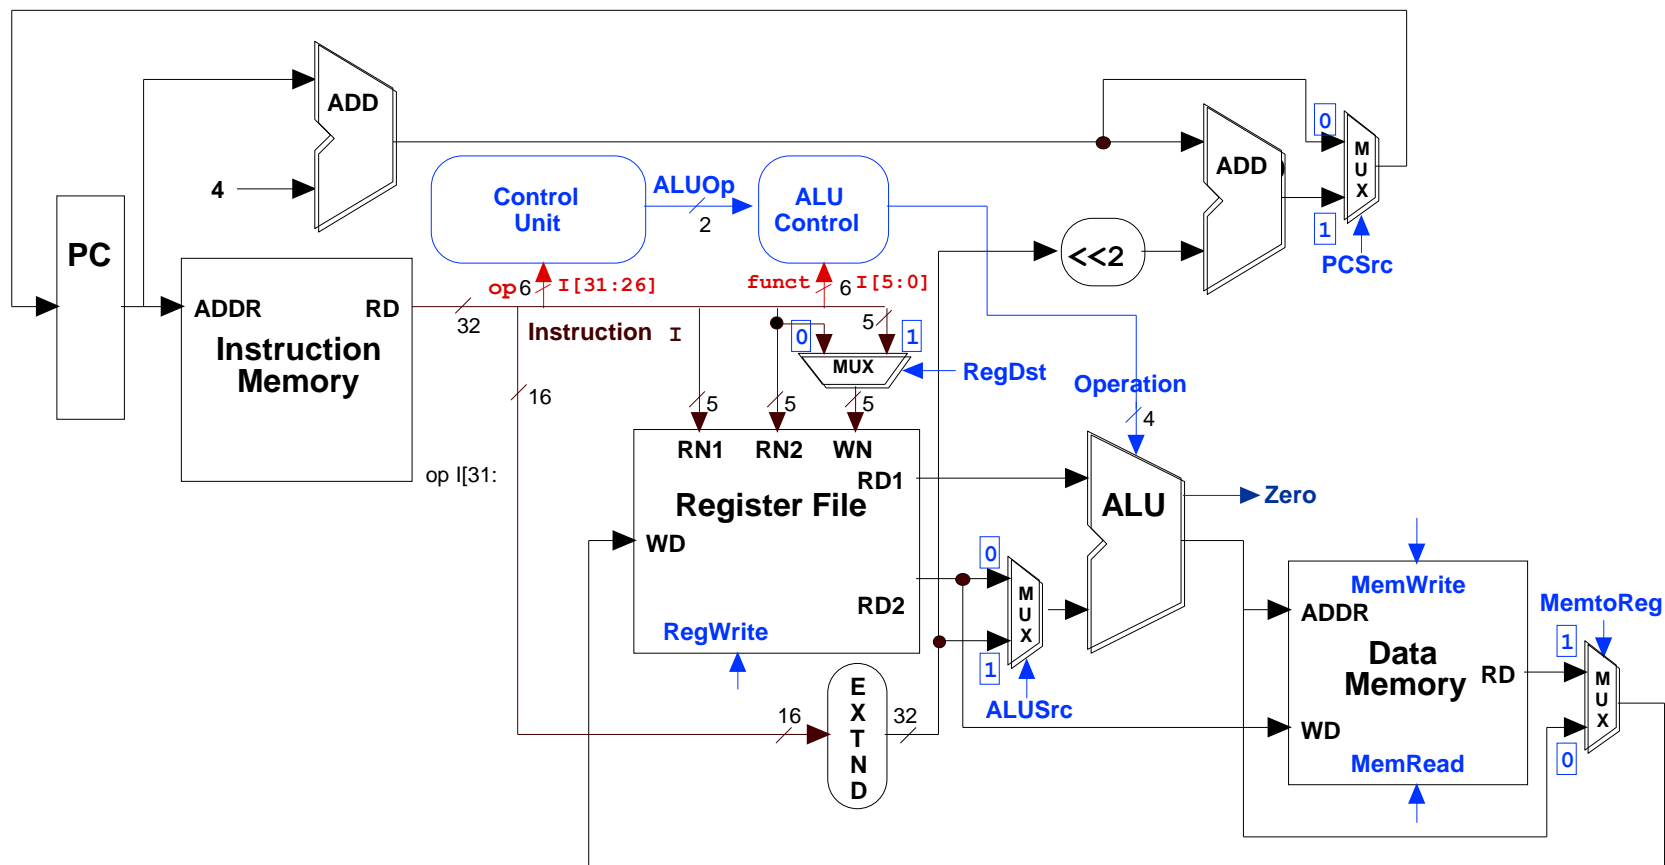 ADD
4
PC
Control
Unit
ALUOp
2
ALU
Control
ADD
0
M
U
X
1
PCSrc
<<2
op
6
I[31:26]
funct
6
I[5:0]
ADDR
RD
32
Instruction
Memory
Instruction I
0
5
1
MUX
RegDst
Operation
4
16
5
5
5
op I[31:
RN1
RN2
WN
RD1
Register File
WD
RD2
RegWrite
ALU
Zero
0
M
U
X
1
ALUSrc
E
X
T
N
D
16
32
MemWrite
ADDR
Data
Memory
RD
WD
MemRead
MemtoReg
1
M
U
X
0